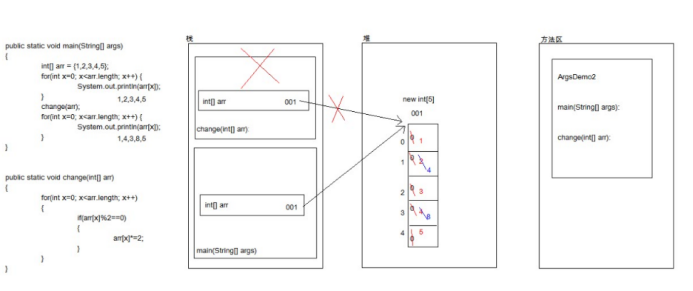 public static void main(String[] args)
{
int[] arr = {1,2,3,4,5};
for(int x=0; x<arr.length; x++) {
System.out.println(arr[x]);
}
1,2,3,4,5
change(arr);
for(int x=0; x<arr.length; x++) {
System.out.println(arr[x]);
}
1,4,3,8,5
}
public static void change(int[] arr)
{
for(int x=0; x<arr.length; x++)
{
if(arr[x]%2==0)
{
arr[x]*=2;
}
}
}
栈
int[] arr 001
change(int[] arr):
int[] arr 001
main(String[] args)
堆
new int[5]
001
0 0 1
1 0 2 4
2 0 3
3 0 4 8
4 0 5
方法区
ArgsDemo2
main(String[] args):
change(int[] arr):